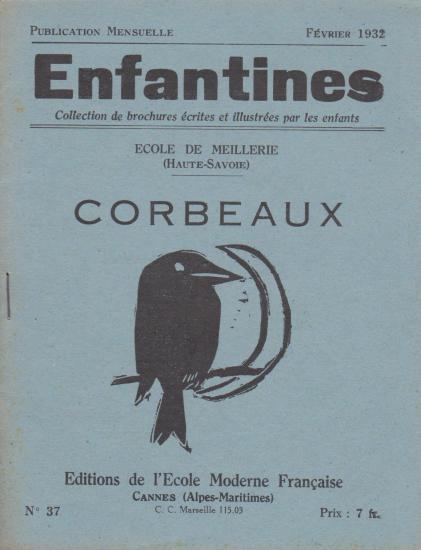 PUBLICATION MENSUELLE FÉVRIER 1932
Enfantines
Collection de brochures écrites et illustrées par les enfants
ECOLE DE MEILLERIE
(HAUTE-SAVOIE)
CORBEAUX
Editions de l'Ecole Moderne Française
CANNES (Alpes-Maritimes)
N° 37 C. C. Marseille 115.03 Prix : 7 fr.